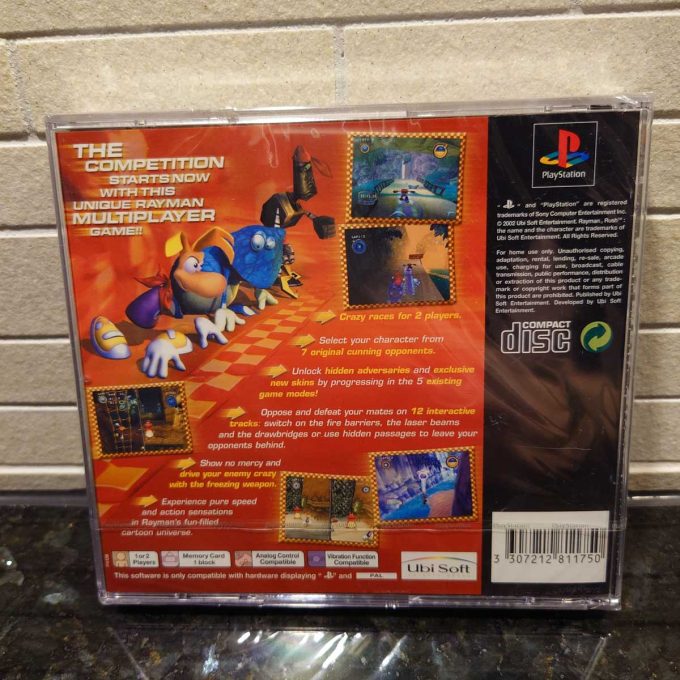 THE
COMPETITION
STARTS NOW
WITH THIS
UNIQUE RAYMAN
MULTIPLAYER
GAME!!
Crazy races for 2 players.
Select your character from
7 original cunning opponents.
Unlock hidden adversaries and exclusive
new skins by progressing in the 5 existing
game modes!
Oppose and defeat your mates on 12 interactive
tracks: switch on the fire barriers, the laser beams
and the drawbridges or use hidden passages to leave your
opponents behind.
Show no mercy and
drive your enemy crazy
with the freezing weapon.
Experience pure speed
and action sensations
in Rayman's fun-filled
cartoon universe.
1 or 2
Players
Memory Card
1 block
Analog Control
Compatible
Vibration Function
Compatible
This software is only compatible with hardware displaying " " and
PAL
Ubi Soft
PlayStation
" " and "PlayStation" are registered
trademarks of Sony Computer Entertainment Inc.
© 2002 Ubi Soft Entertainment. Rayman, Rush™:
the name and the character are trademarks of
Ubi Soft Entertainment. All Rights Reserved.
For home use only. Unauthorised copying,
adaptation, rental, lending, re-sale, arcade
use, charging for use, broadcast, cable
transmission, public performance, distribution
or extraction of this product or any trade-
mark or copyright work that forms part of
this product are prohibited. Published by Ubi
Soft Entertainment. Developed by Ubi Soft
Entertainment.
COMPACT
disc
3 307212 811750